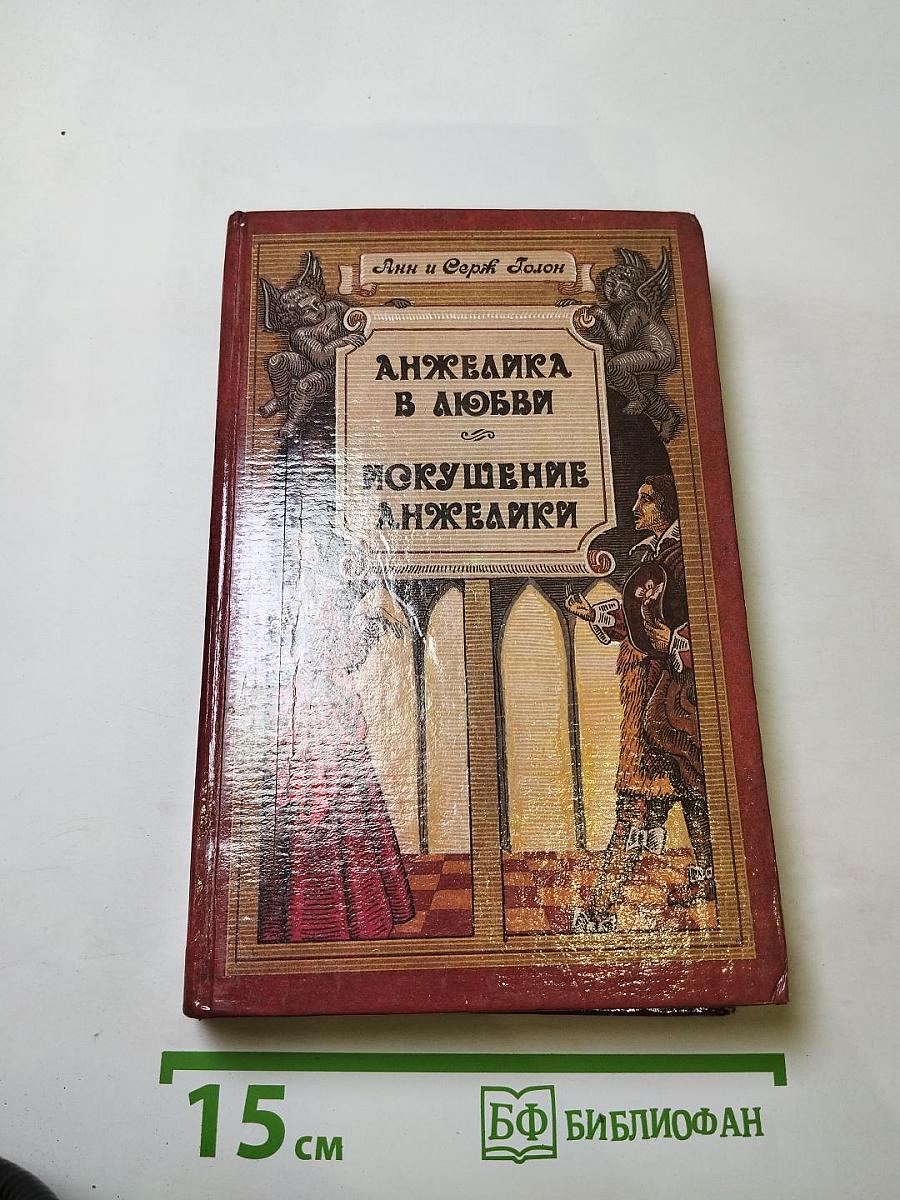 Анн и Серж Голон
АНЖЕЛИКА
В ЛЮБВИ
ИСКУШЕНИЕ
АНЖЕЛИКИ
15 см
БФ БИБЛИОФАН